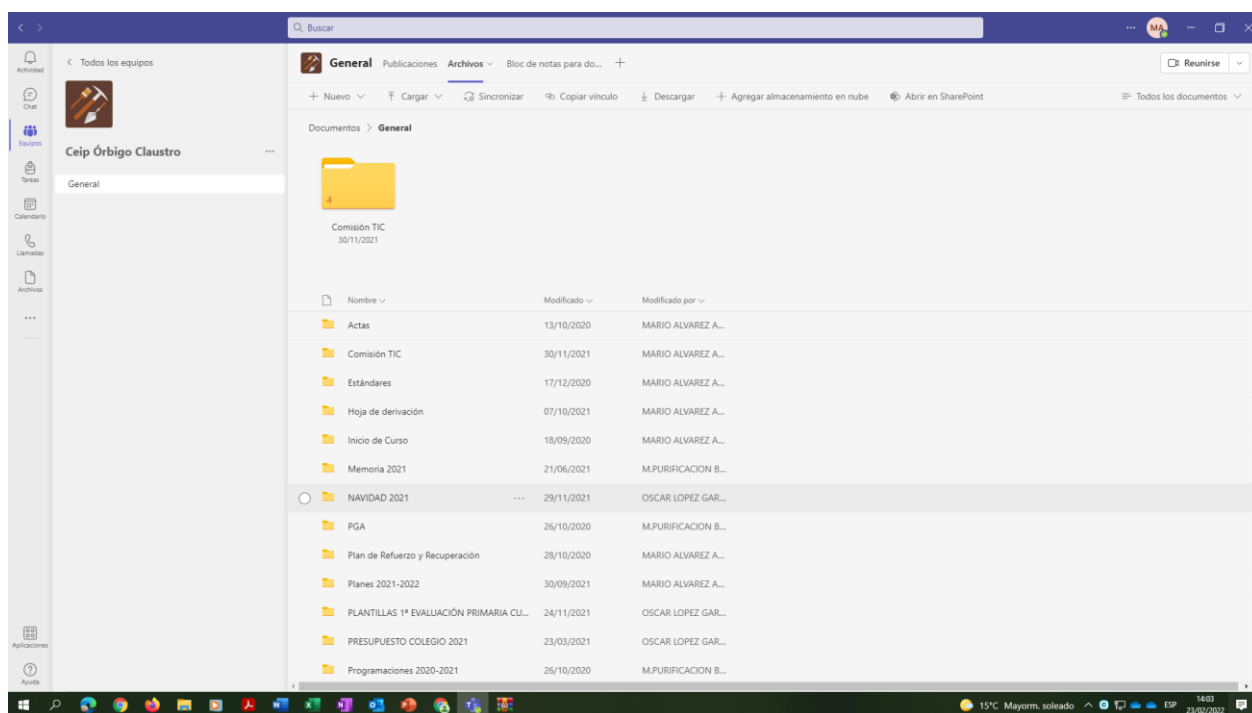 Buscar
MA
Actividad
Chat
Equipos
Tareas
Calendario
Llamadas
Archivos
Aplicaciones
Ayuda
Todos los equipos
Ceip Órbigo Claustro
General
General Publicaciones Archivos Bloc de notas para do...
Reunirse
Nuevo Cargar Sincronizar Copiar vínculo Descargar Agregar almacenamiento en nube Abrir en SharePoint Todos los documentos
Documentos > General
4
Comisión TIC
30/11/2021
Nombre Modificado Modificado por
Actas 13/10/2020 MARIO ALVAREZ A...
Comisión TIC 30/11/2021 MARIO ALVAREZ A...
Estándares 17/12/2020 MARIO ALVAREZ A...
Hoja de derivación 07/10/2021 MARIO ALVAREZ A...
Inicio de Curso 18/09/2020 MARIO ALVAREZ A...
Memoria 2021 21/06/2021 M.PURIFICACION B...
NAVIDAD 2021 ... 29/11/2021 OSCAR LOPEZ GAR...
PGA 26/10/2020 M.PURIFICACION B...
Plan de Refuerzo y Recuperación 28/10/2020 MARIO ALVAREZ A...
Planes 2021-2022 30/09/2021 MARIO ALVAREZ A...
PLANTILLAS 1ª EVALUACIÓN PRIMARIA CU... 24/11/2021 OSCAR LOPEZ GAR...
PRESUPUESTO COLEGIO 2021 23/03/2021 OSCAR LOPEZ GAR...
Programaciones 2020-2021 26/10/2020 M.PURIFICACION B...
15°C Mayorm. soleado ESP 14:03
23/02/2022